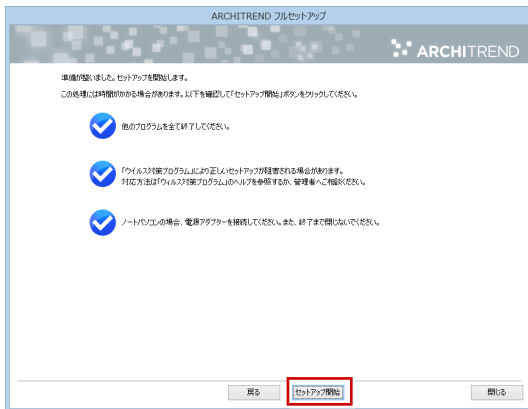 ARCHITREND フルセットアップ
ARCHITREND
準備が整いました。セットアップを開始します。
この処理には時間がかかる場合があります。以下を確認して「セットアップ開始」ボタンをクリックしてください。
他のプログラムを全て終了してください。
「ウイルス対策プログラム」により正しいセットアップが阻害される場合があります。
対応方法は「ウィルス対策プログラム」のヘルプを参照するか、管理者へご相談ください。
ノートパソコンの場合、電源アダプターを接続してください。また、終了まで閉じないでください。
戻る
セットアップ開始
閉じる